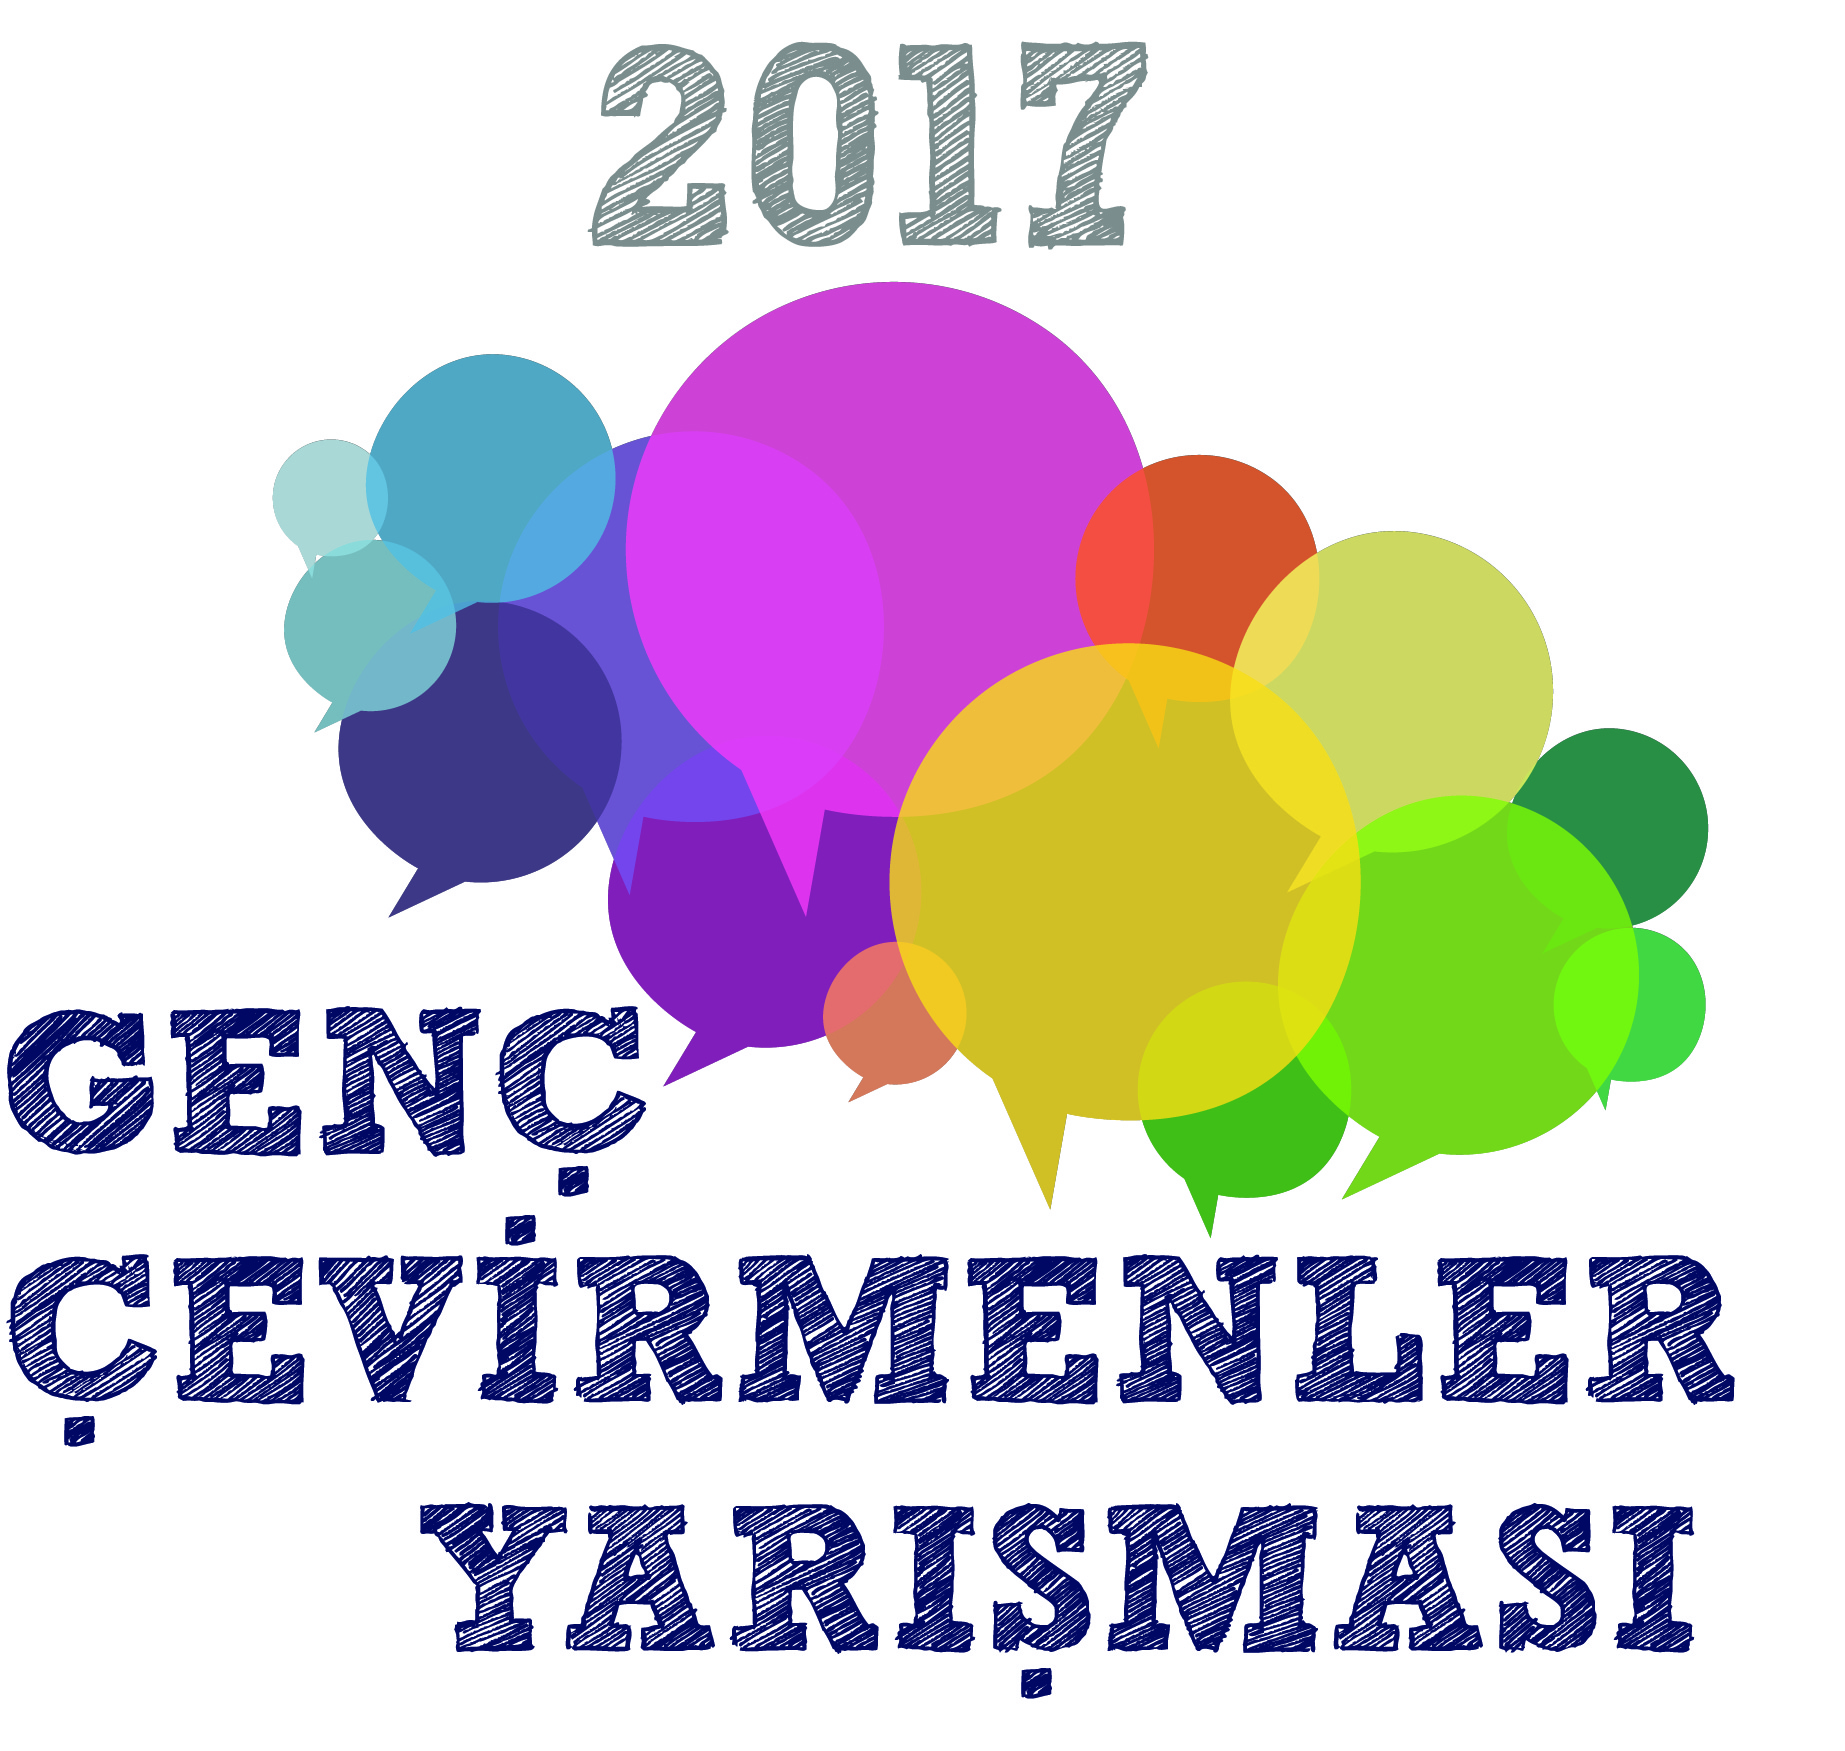 2017
GENÇ
ÇEVİRMENLER
YARIŞMASI